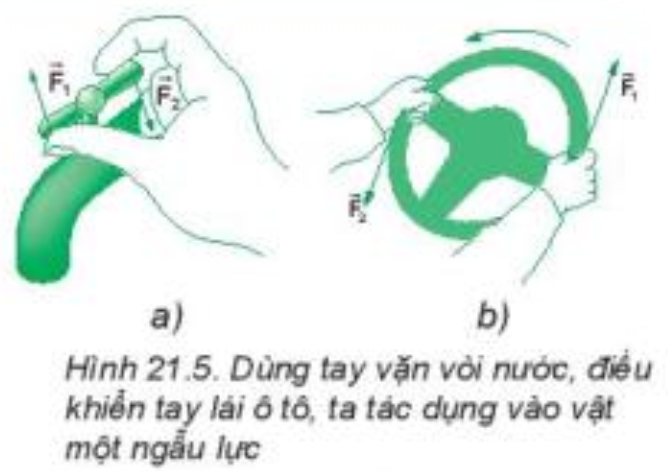 F₁
F₂
F₁
F₂
a)
b)
Hình 21.5. Dùng tay vặn vòi nước, điều
khiển tay lái ô tô, ta tác dụng vào vật
một ngẫu lực